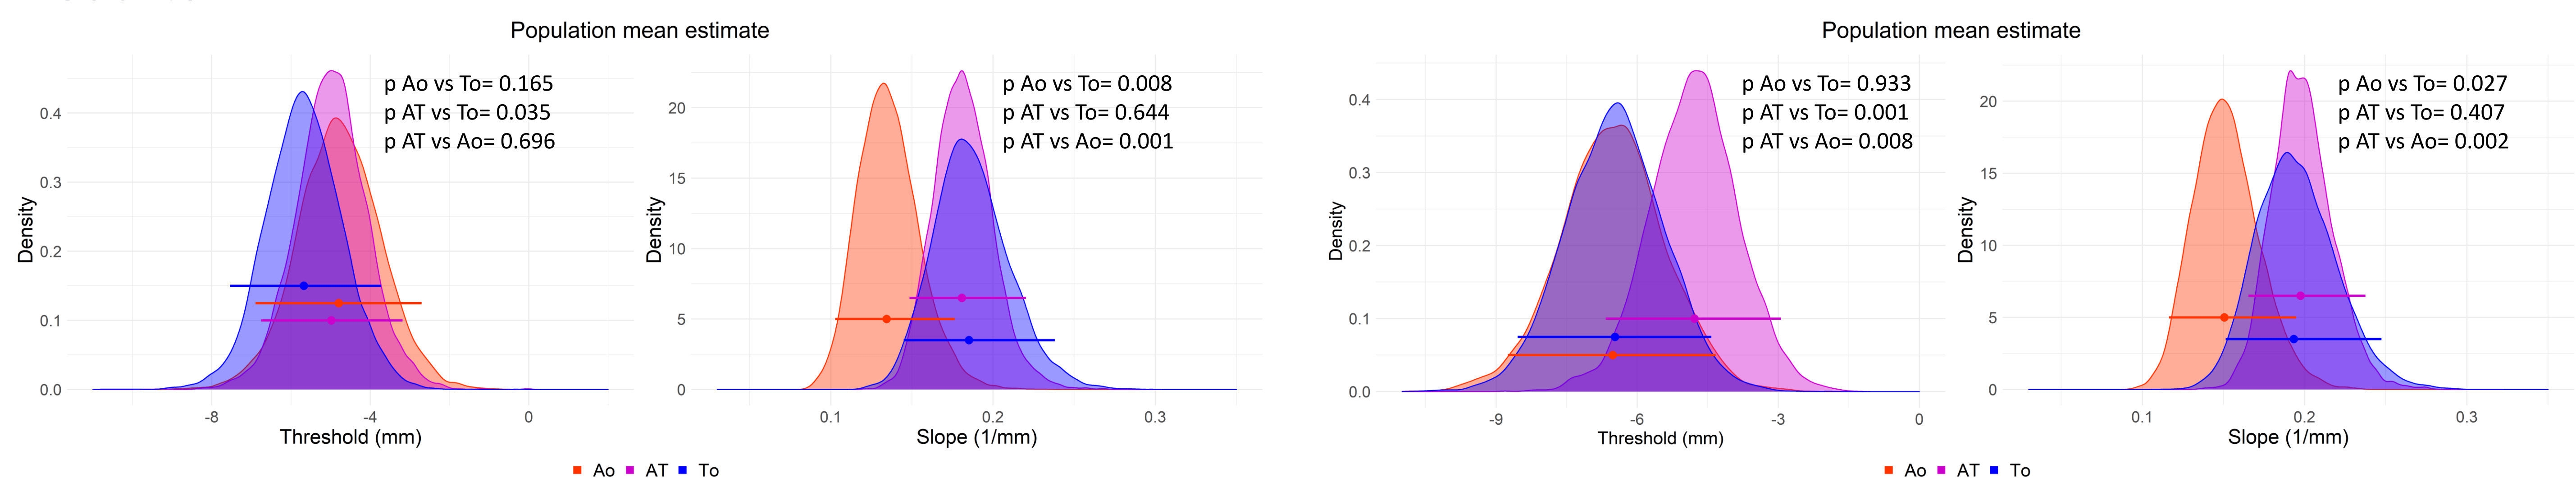 Population mean estimate
p Ao vs To= 0.165
p AT vs To= 0.035
p AT vs Ao= 0.696
Density
0.4
0.3
0.2
0.1
0.0
-8
-4
0
Threshold (mm)
p Ao vs To= 0.008
p AT vs To= 0.644
p AT vs Ao= 0.001
Density
20
15
10
5
0
0.1
0.2
0.3
Slope (1/mm)
Ao AT To
Population mean estimate
p Ao vs To= 0.933
p AT vs To= 0.001
p AT vs Ao= 0.008
Density
0.4
0.3
0.2
0.1
0.0
-9
-6
-3
0
Threshold (mm)
p Ao vs To= 0.027
p AT vs To= 0.407
p AT vs Ao= 0.002
Density
20
15
10
5
0
0.1
0.2
0.3
Slope (1/mm)
Ao AT To